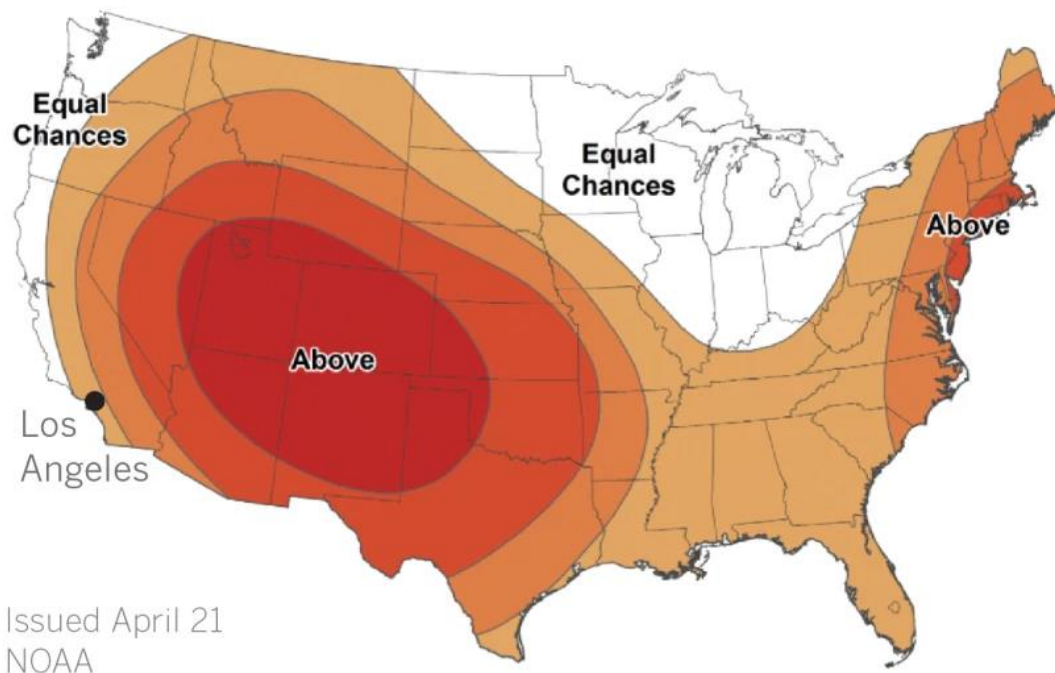 Equal
Chances
Equal
Chances
Above
Above
Los
Angeles
Issued April 21
NOAA